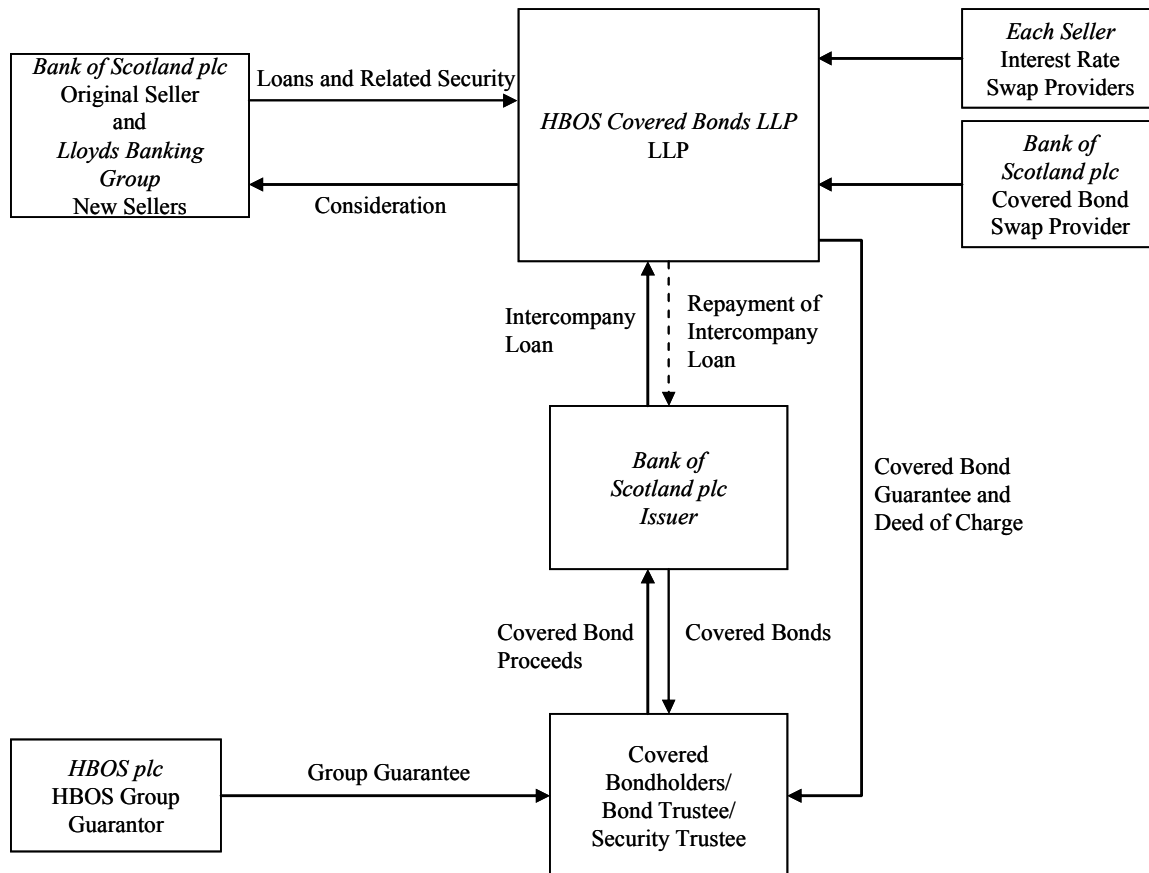 Bank of Scotland plc
Original Seller
and
Lloyds Banking
Group
New Sellers
Loans and Related Security
Consideration
HBOS Covered Bonds LLP
LLP
Each Seller
Interest Rate
Swap Providers
Bank of
Scotland plc
Covered Bond
Swap Provider
Intercompany
Loan
Repayment of
Intercompany
Loan
Bank of
Scotland plc
Issuer
Covered Bond
Guarantee and
Deed of Charge
Covered Bond
Proceeds
Covered Bonds
HBOS plc
HBOS Group
Guarantor
Group Guarantee
Covered
Bondholders/
Bond Trustee/
Security Trustee